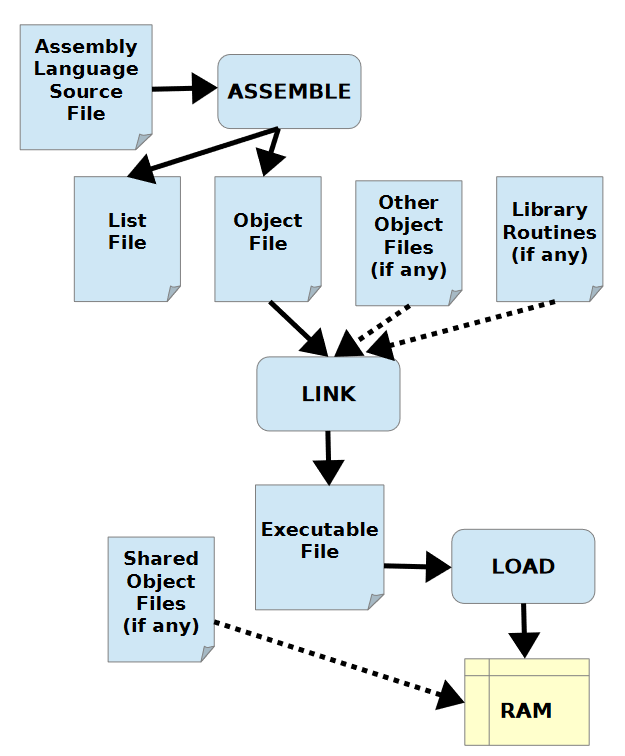 Assembly
Language
Source
File
ASSEMBLE
List
File
Object
File
Other
Object
Files
(if any)
Library
Routines
(if any)
LINK
Executable
File
Shared
Object
Files
(if any)
LOAD
RAM